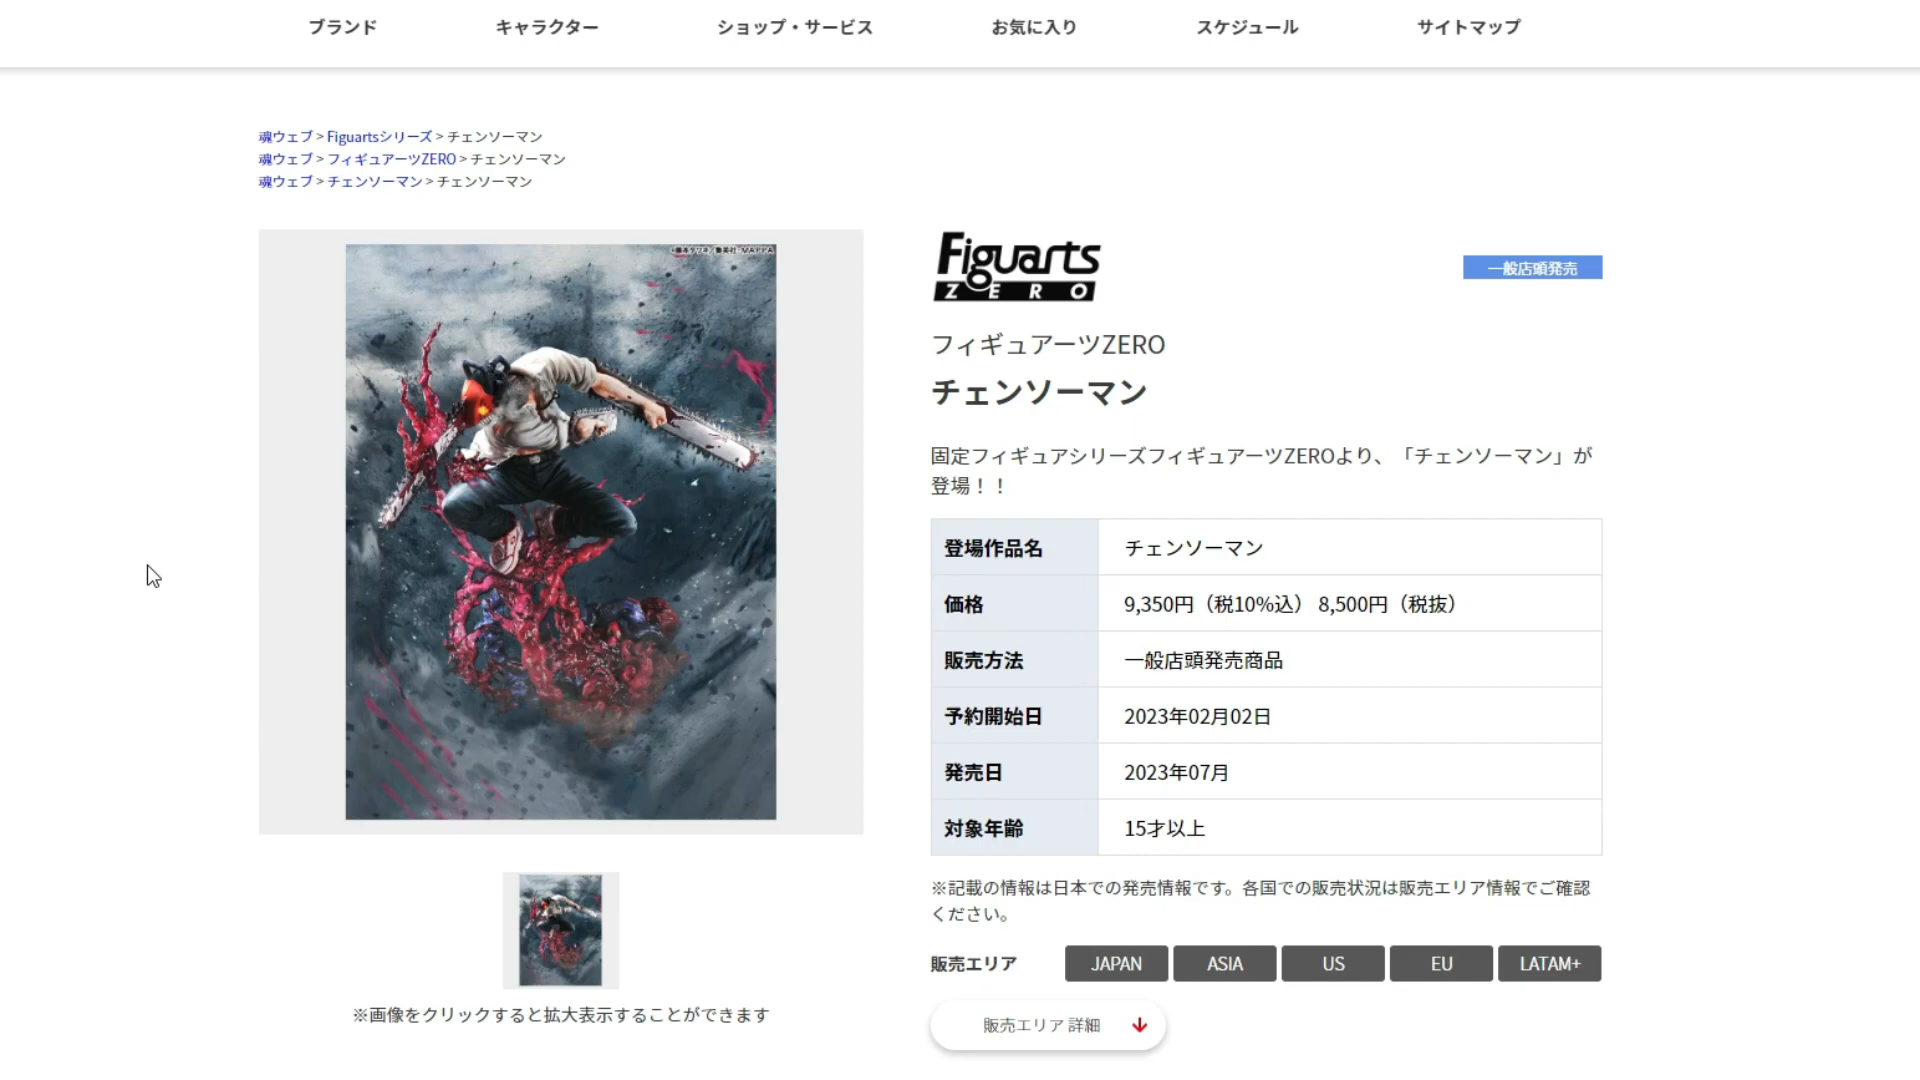 ブランド キャラクター ショップ・サービス お気に入り スケジュール サイトマップ
魂ウェブ > Figuartsシリーズ > チェンソーマン
魂ウェブ > フィギュアーツZERO > チェンソーマン
魂ウェブ > チェンソーマン > チェンソーマン
©藤本タツキ／集英社・MAPPA
Figuarts
ZERO
一般店頭発売
フィギュアーツZERO
チェンソーマン
固定フィギュアシリーズフィギュアーツZEROより、「チェンソーマン」が
登場！！
登場作品名 チェンソーマン
価格 9,350円（税10%込） 8,500円（税抜）
販売方法 一般店頭発売商品
予約開始日 2023年02月02日
発売日 2023年07月
対象年齢 15才以上
※記載の情報は日本での発売情報です。各国での販売状況は販売エリア情報でご確認
ください。
販売エリア JAPAN ASIA US EU LATAM+
販売エリア 詳細
※画像をクリックすると拡大表示することができます